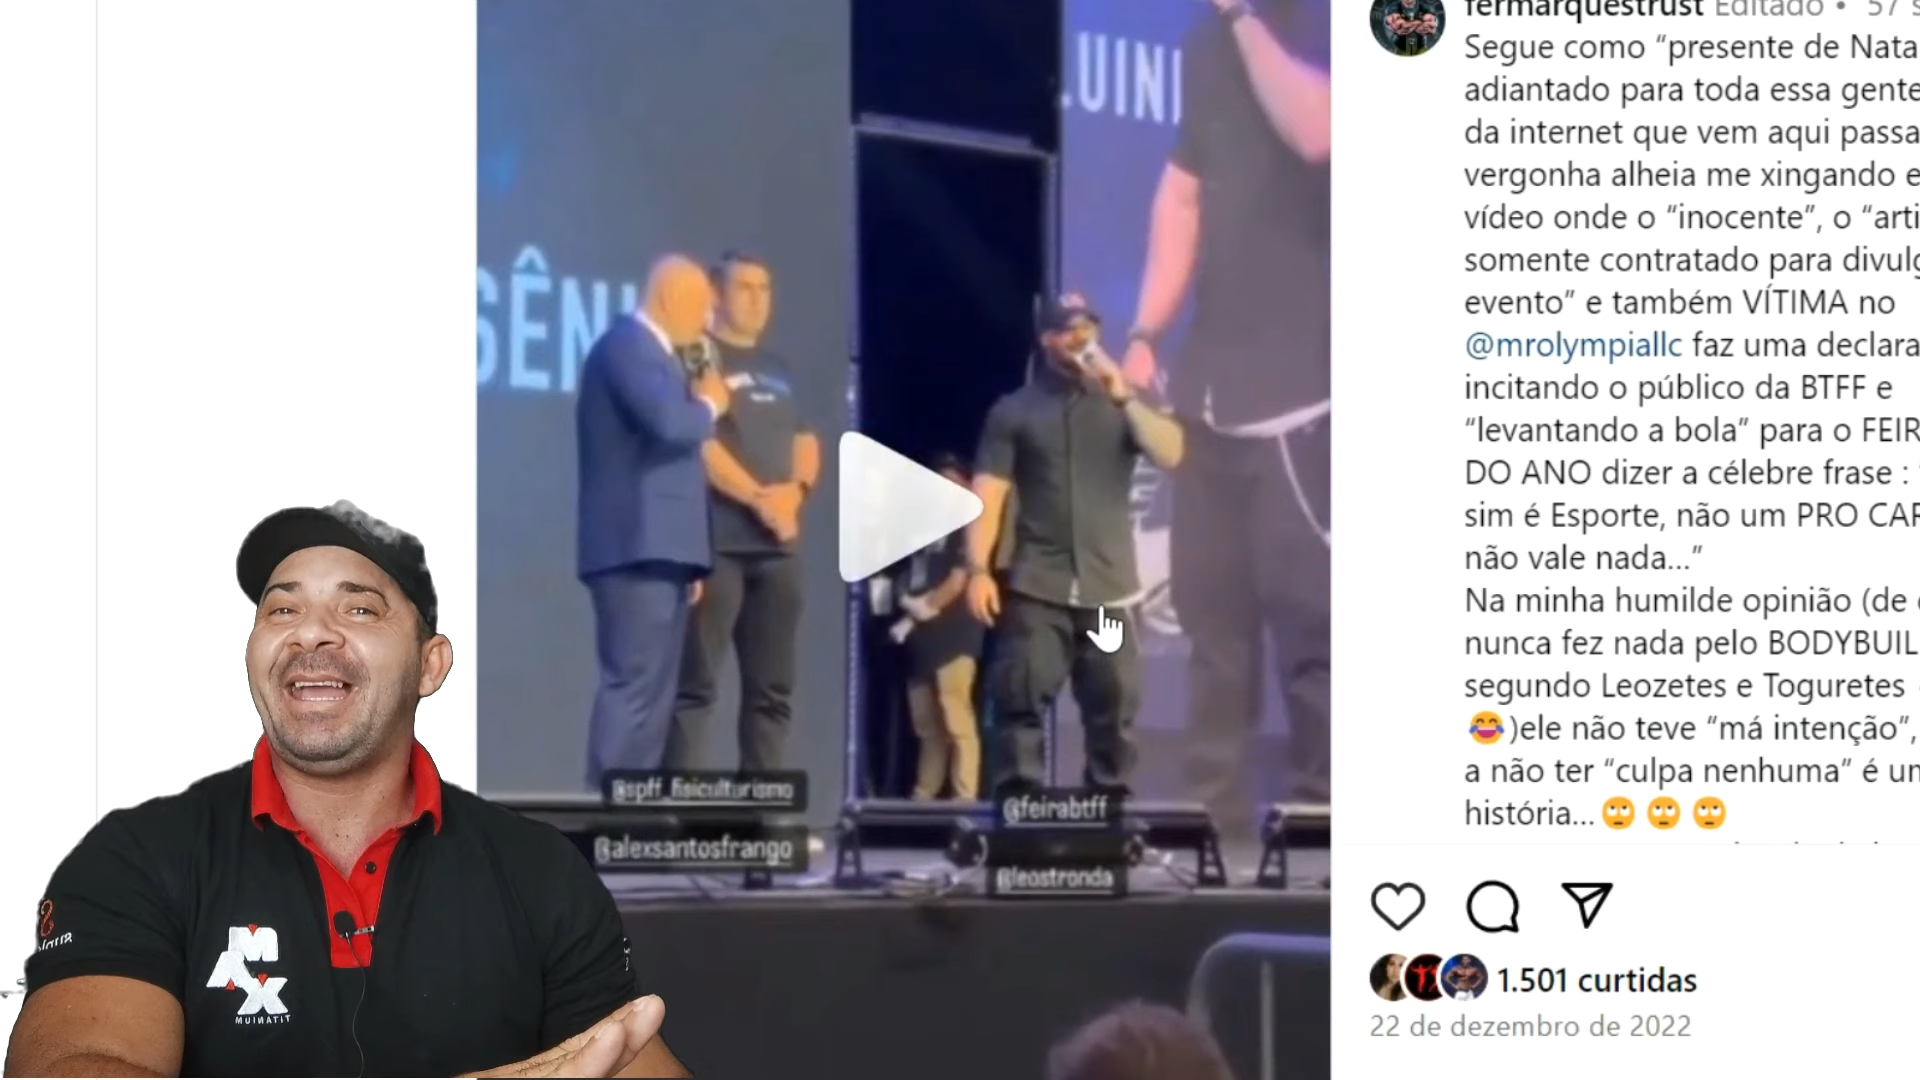 fermarquestrust Editado • 57 s
Segue como “presente de Nata
adiantado para toda essa gente
da internet que vem aqui passa
vergonha alheia me xingando e
vídeo onde o “inocente”, o “arti
somente contratado para divulg
evento” e também VÍTIMA no
@mrolympiallc faz uma declara
incitando o público da BTFF e
“levantando a bola” para o FEIR
DO ANO dizer a célebre frase : “
sim é Esporte, não um PRO CAR
não vale nada...”
Na minha humilde opinião (de
nunca fez nada pelo BODYBUIL
segundo Leozetes e Toguretes
😂)ele não teve “má intenção”,
a não ter “culpa nenhuma” é um
história... 🙄 🙄 🙄
1.501 curtidas
22 de dezembro de 2022
.UINI
SÊNI
@spff_fisiculturismo
@alexsantosfrango
@feirabtff
@leostronda
MAX